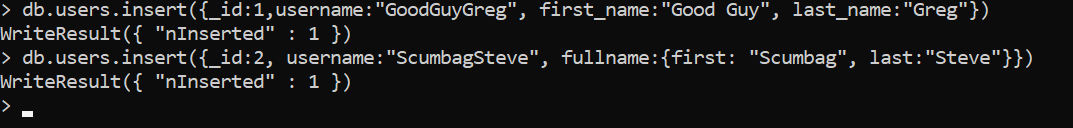 > db.users.insert({_id:1,username:"GoodGuyGreg", first_name:"Good Guy", last_name:"Greg"})
WriteResult({ "nInserted" : 1 })
> db.users.insert({_id:2, username:"ScumbagSteve", fullname:{first: "Scumbag", last:"Steve"}})
WriteResult({ "nInserted" : 1 })
>